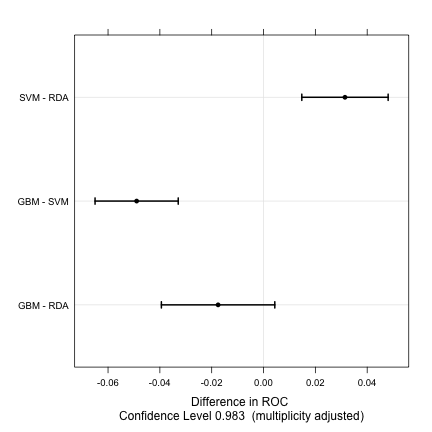 SVM - RDA
GBM - SVM
GBM - RDA
-0.06 -0.04 -0.02 0.00 0.02 0.04
Difference in ROC
Confidence Level 0.983 (multiplicity adjusted)